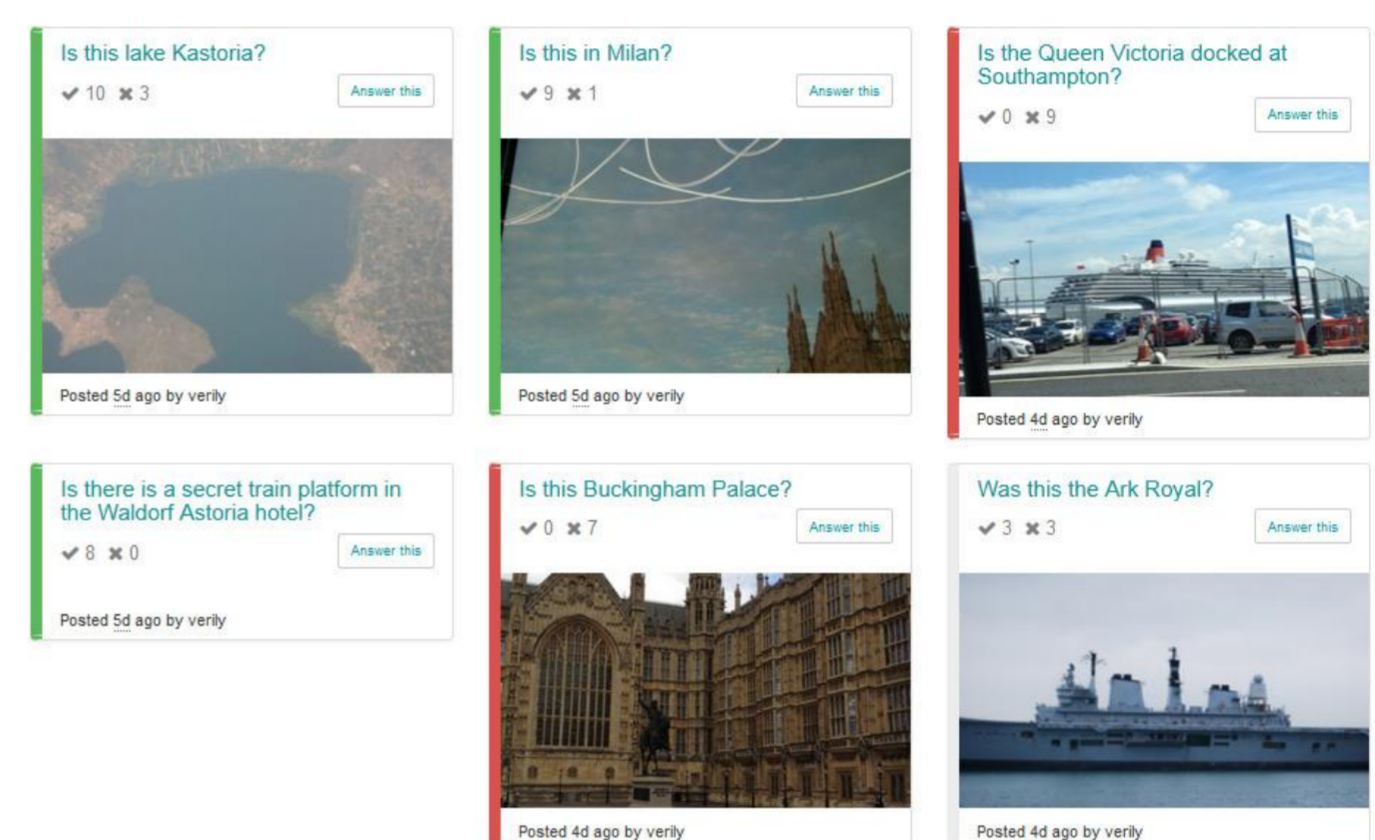 Is this lake Kastoria?
✔ 10 ✖ 3
Answer this
Posted 5d ago by verily
Is this in Milan?
✔ 9 ✖ 1
Answer this
Posted 5d ago by verily
Is the Queen Victoria docked at
Southampton?
✔ 0 ✖ 9
Answer this
Posted 4d ago by verily
Is there is a secret train platform in
the Waldorf Astoria hotel?
✔ 8 ✖ 0
Answer this
Posted 5d ago by verily
Is this Buckingham Palace?
✔ 0 ✖ 7
Answer this
Posted 4d ago by verily
Was this the Ark Royal?
✔ 3 ✖ 3
Answer this
Posted 4d ago by verily